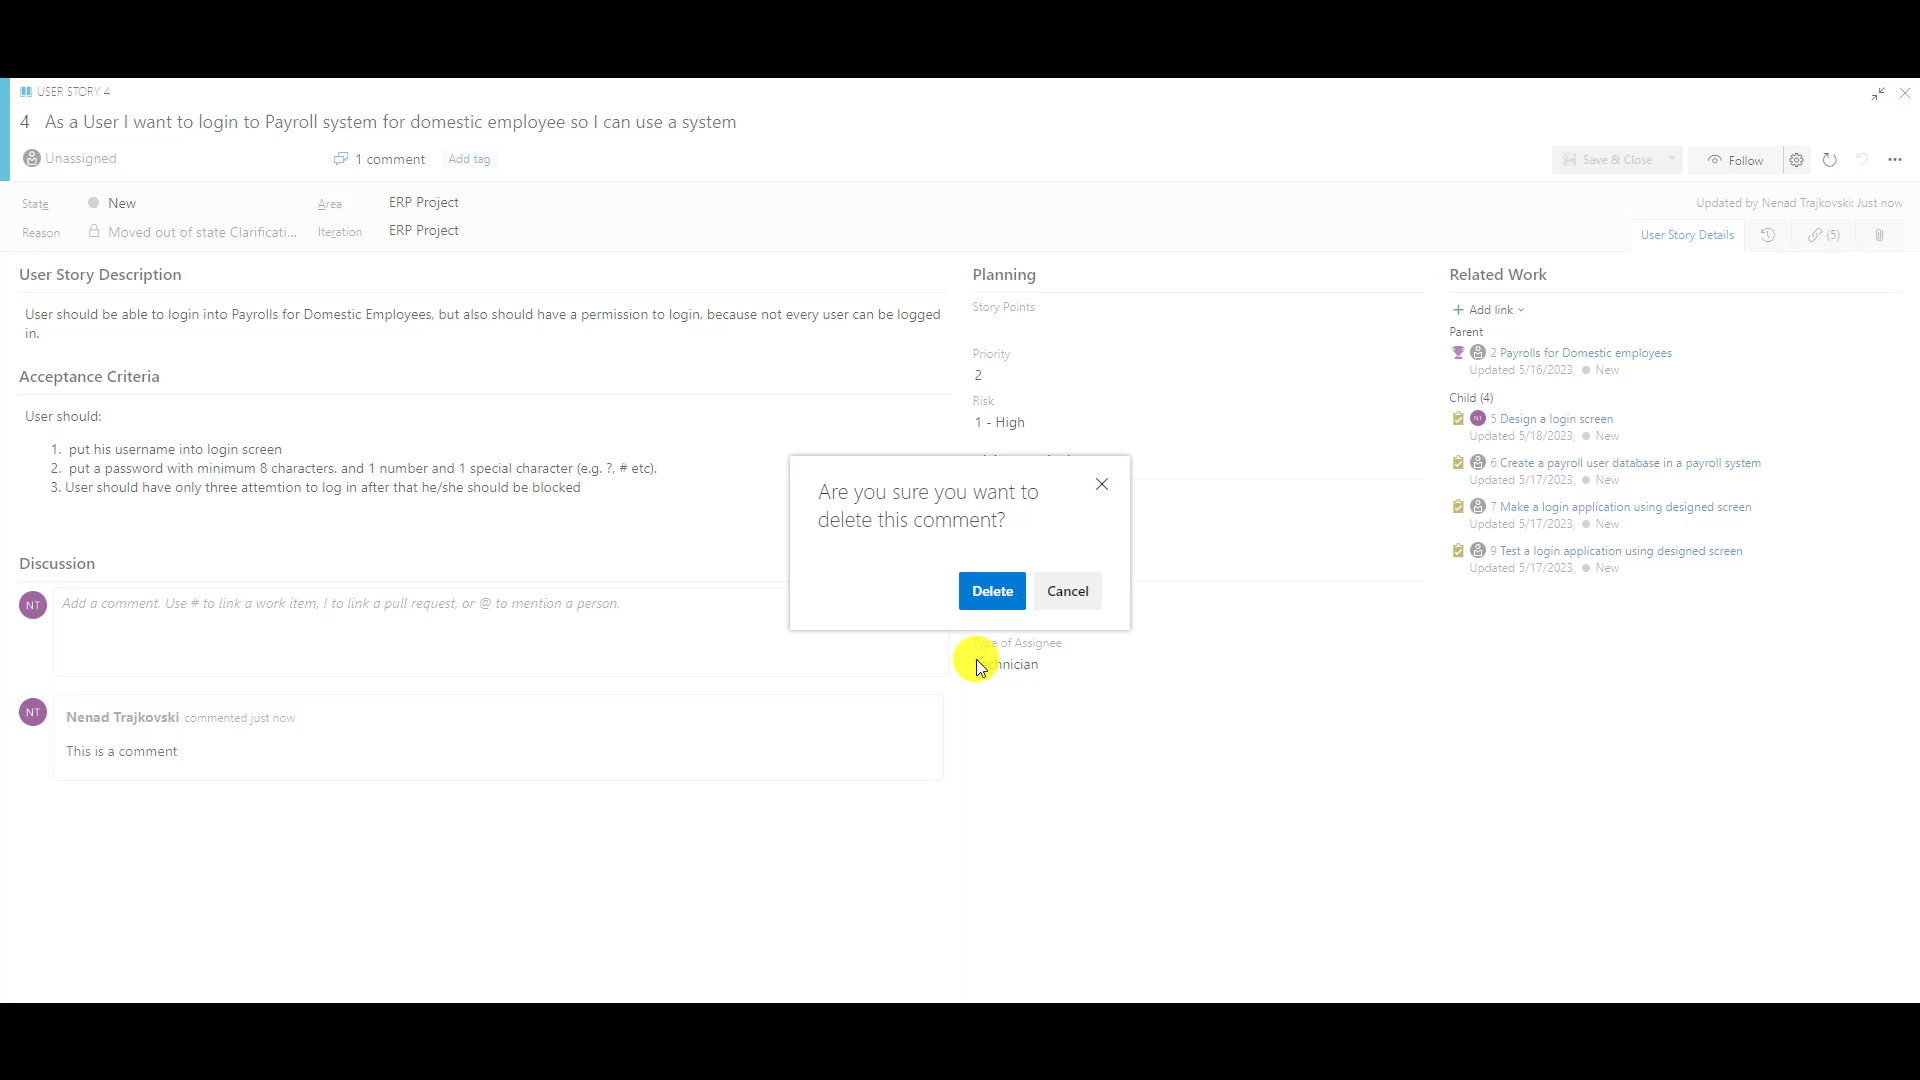 USER STORY 4
4 As a User I want to login to Payroll system for domestic employee so I can use a system
Unassigned
1 comment
Add tag
Save & Close
Follow
State
New
Area
ERP Project
Updated by Nenad Trajkovski: Just now
Reason
Moved out of state Clarificati...
Iteration
ERP Project
User Story Details
(5)
User Story Description
User should be able to login into Payrolls for Domestic Employees, but also should have a permission to login, because not every user can be logged
in.
Acceptance Criteria
User should:
1. put his username into login screen
2. put a password with minimum 8 characters. and 1 number and 1 special character (e.g. ?, # etc).
3. User should have only three attemtion to log in after that he/she should be blocked
Discussion
NT
Add a comment. Use # to link a work item, ! to link a pull request, or @ to mention a person.
NT
Nenad Trajkovski commented just now
This is a comment
Planning
Story Points
Priority
2
Risk
1 - High
Are you sure you want to
delete this comment?
Delete
Cancel
Type of Assignee
Related Work
Add link
Parent
2 Payrolls for Domestic employees
Updated 5/16/2023, New
Child (4)
NT 5 Design a login screen
Updated 5/18/2023, New
6 Create a payroll user database in a payroll system
Updated 5/17/2023, New
7 Make a login application using designed screen
Updated 5/17/2023, New
9 Test a login application using designed screen
Updated 5/17/2023, New